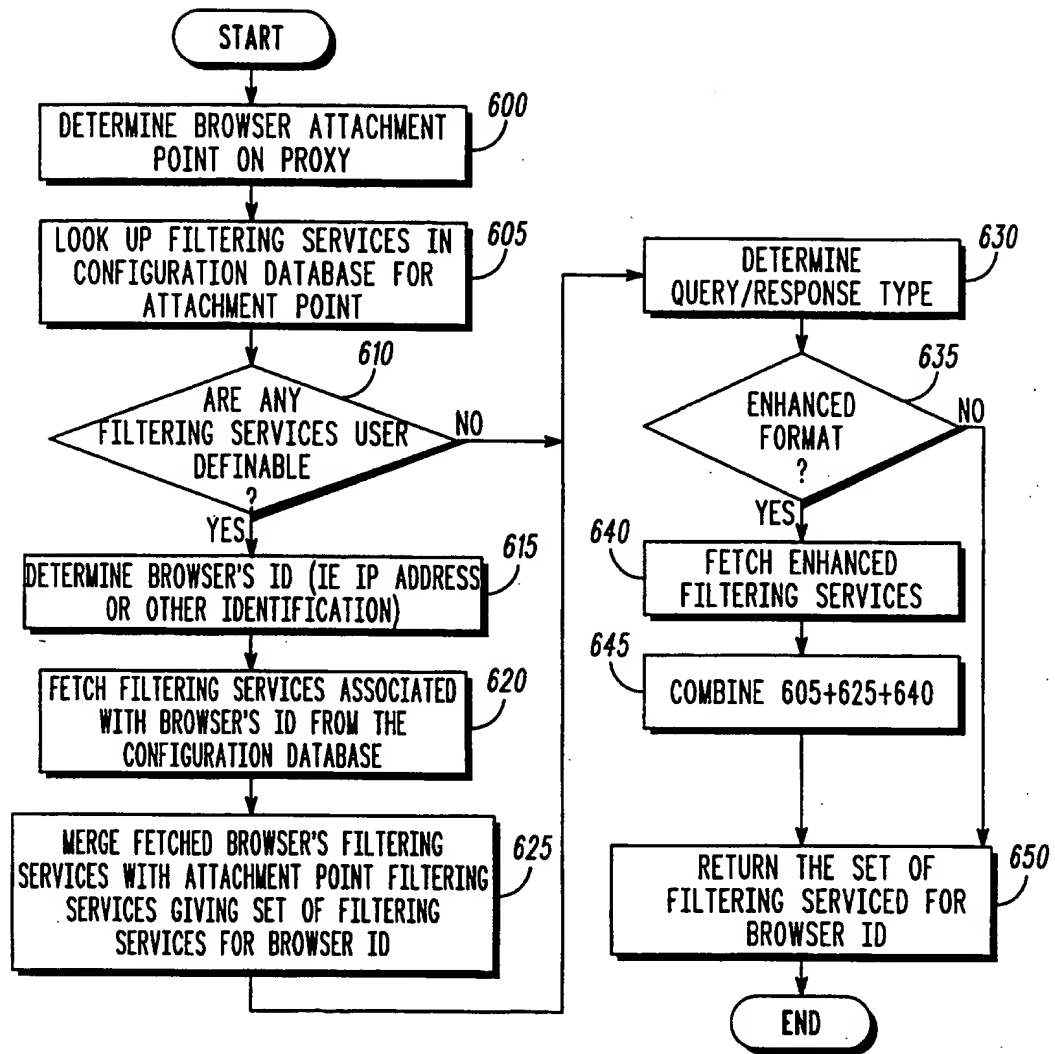 START
600
DETERMINE BROWSER ATTACHMENT
POINT ON PROXY
605
LOOK UP FILTERING SERVICES IN
CONFIGURATION DATABASE FOR
ATTACHMENT POINT
610
ARE ANY
FILTERING SERVICES USER
DEFINABLE
?
NO
YES
615
DETERMINE BROWSER'S ID (IE IP ADDRESS
OR OTHER IDENTIFICATION)
620
FETCH FILTERING SERVICES ASSOCIATED
WITH BROWSER'S ID FROM THE
CONFIGURATION DATABASE
625
MERGE FETCHED BROWSER'S FILTERING
SERVICES WITH ATTACHMENT POINT FILTERING
SERVICES GIVING SET OF FILTERING
SERVICES FOR BROWSER ID
630
DETERMINE
QUERY/RESPONSE TYPE
635
ENHANCED
FORMAT
?
NO
YES
640
FETCH ENHANCED
FILTERING SERVICES
645
COMBINE 605+625+640
650
RETURN THE SET OF
FILTERING SERVICED FOR
BROWSER ID
END